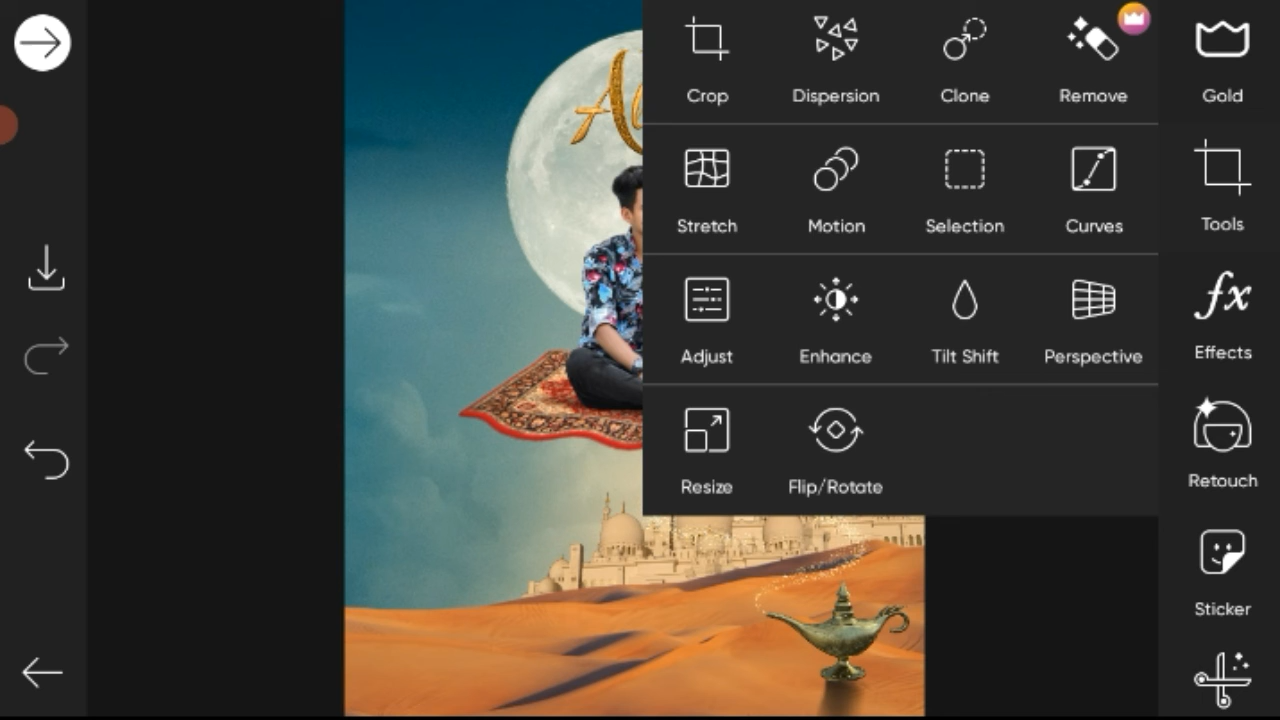 Crop Dispersion Clone Remove Gold
Stretch Motion Selection Curves Tools
Adjust Enhance Tilt Shift Perspective Effects
Resize Flip/Rotate Retouch
Sticker